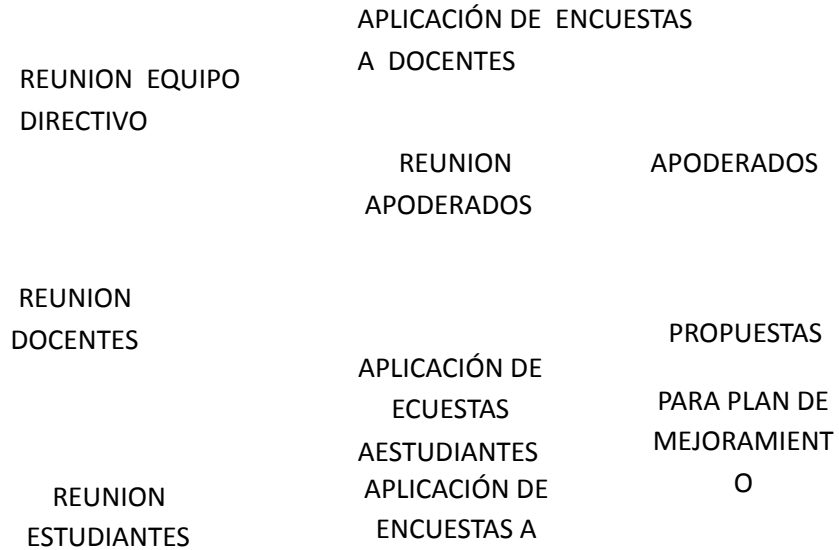 REUNION EQUIPO
DIRECTIVO
APLICACIÓN DE ENCUESTAS
A DOCENTES
REUNION
APODERADOS
APODERADOS
REUNION
DOCENTES
APLICACIÓN DE
ECUESTAS
AESTUDIANTES
PROPUESTAS
PARA PLAN DE
MEJORAMIENT
O
REUNION
ESTUDIANTES
APLICACIÓN DE
ENCUESTAS A